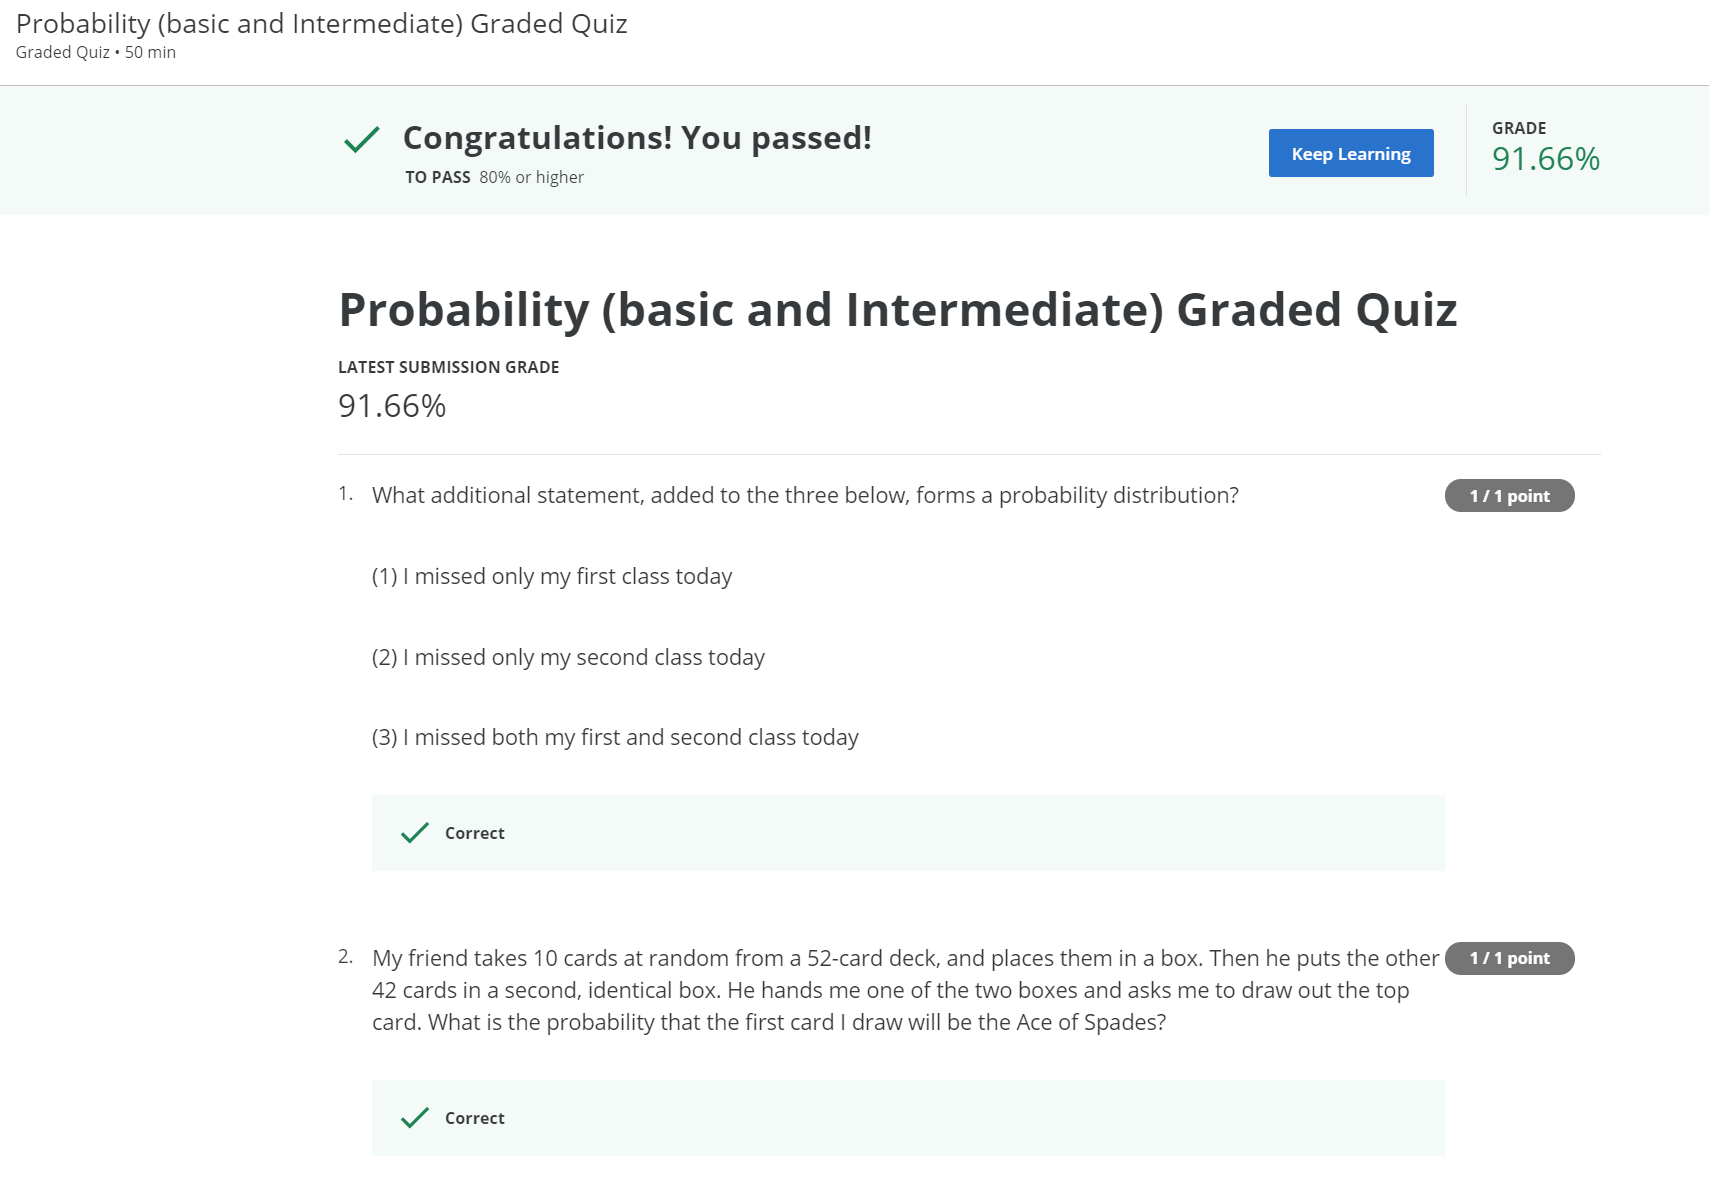 Probability (basic and Intermediate) Graded Quiz
Graded Quiz • 50 min
Congratulations! You passed!
TO PASS 80% or higher
Keep Learning
GRADE
91.66%
Probability (basic and Intermediate) Graded Quiz
LATEST SUBMISSION GRADE
91.66%
1. What additional statement, added to the three below, forms a probability distribution?
1 / 1 point
(1) I missed only my first class today
(2) I missed only my second class today
(3) I missed both my first and second class today
Correct
2. My friend takes 10 cards at random from a 52-card deck, and places them in a box. Then he puts the other
1 / 1 point
42 cards in a second, identical box. He hands me one of the two boxes and asks me to draw out the top
card. What is the probability that the first card I draw will be the Ace of Spades?
Correct